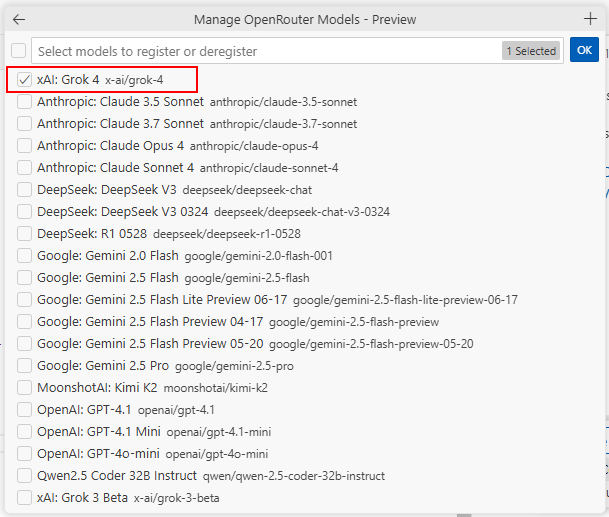 Manage OpenRouter Models - Preview
Select models to register or deregister 1 Selected OK
xAI: Grok 4 x-ai/grok-4
Anthropic: Claude 3.5 Sonnet anthropic/claude-3.5-sonnet
Anthropic: Claude 3.7 Sonnet anthropic/claude-3.7-sonnet
Anthropic: Claude Opus 4 anthropic/claude-opus-4
Anthropic: Claude Sonnet 4 anthropic/claude-sonnet-4
DeepSeek: DeepSeek V3 deepseek/deepseek-chat
DeepSeek: DeepSeek V3 0324 deepseek/deepseek-chat-v3-0324
DeepSeek: R1 0528 deepseek/deepseek-r1-0528
Google: Gemini 2.0 Flash google/gemini-2.0-flash-001
Google: Gemini 2.5 Flash google/gemini-2.5-flash
Google: Gemini 2.5 Flash Lite Preview 06-17 google/gemini-2.5-flash-lite-preview-06-17
Google: Gemini 2.5 Flash Preview 04-17 google/gemini-2.5-flash-preview
Google: Gemini 2.5 Flash Preview 05-20 google/gemini-2.5-flash-preview-05-20
Google: Gemini 2.5 Pro google/gemini-2.5-pro
MoonshotAI: Kimi K2 moonshotai/kimi-k2
OpenAI: GPT-4.1 openai/gpt-4.1
OpenAI: GPT-4.1 Mini openai/gpt-4.1-mini
OpenAI: GPT-4o-mini openai/gpt-4o-mini
Qwen2.5 Coder 32B Instruct qwen/qwen-2.5-coder-32b-instruct
xAI: Grok 3 Beta x-ai/grok-3-beta